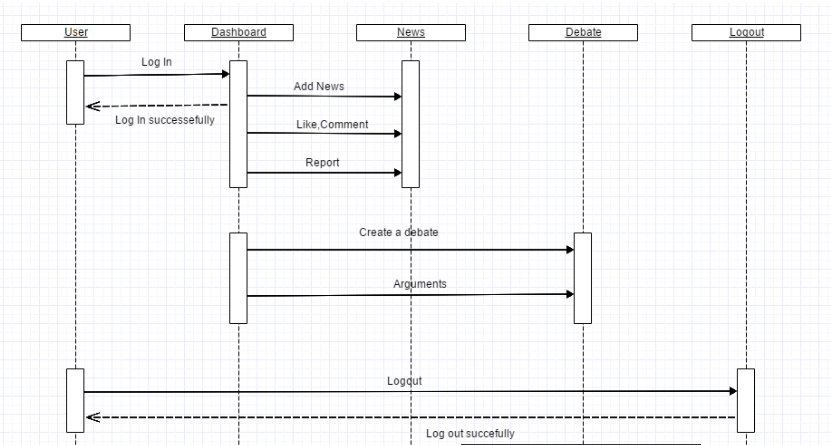 User
Dashboard
News
Debate
Logout
Log In
Add News
Log In successefully
Like,Comment
Report
Create a debate
Arguments
Logout
Log out succefully